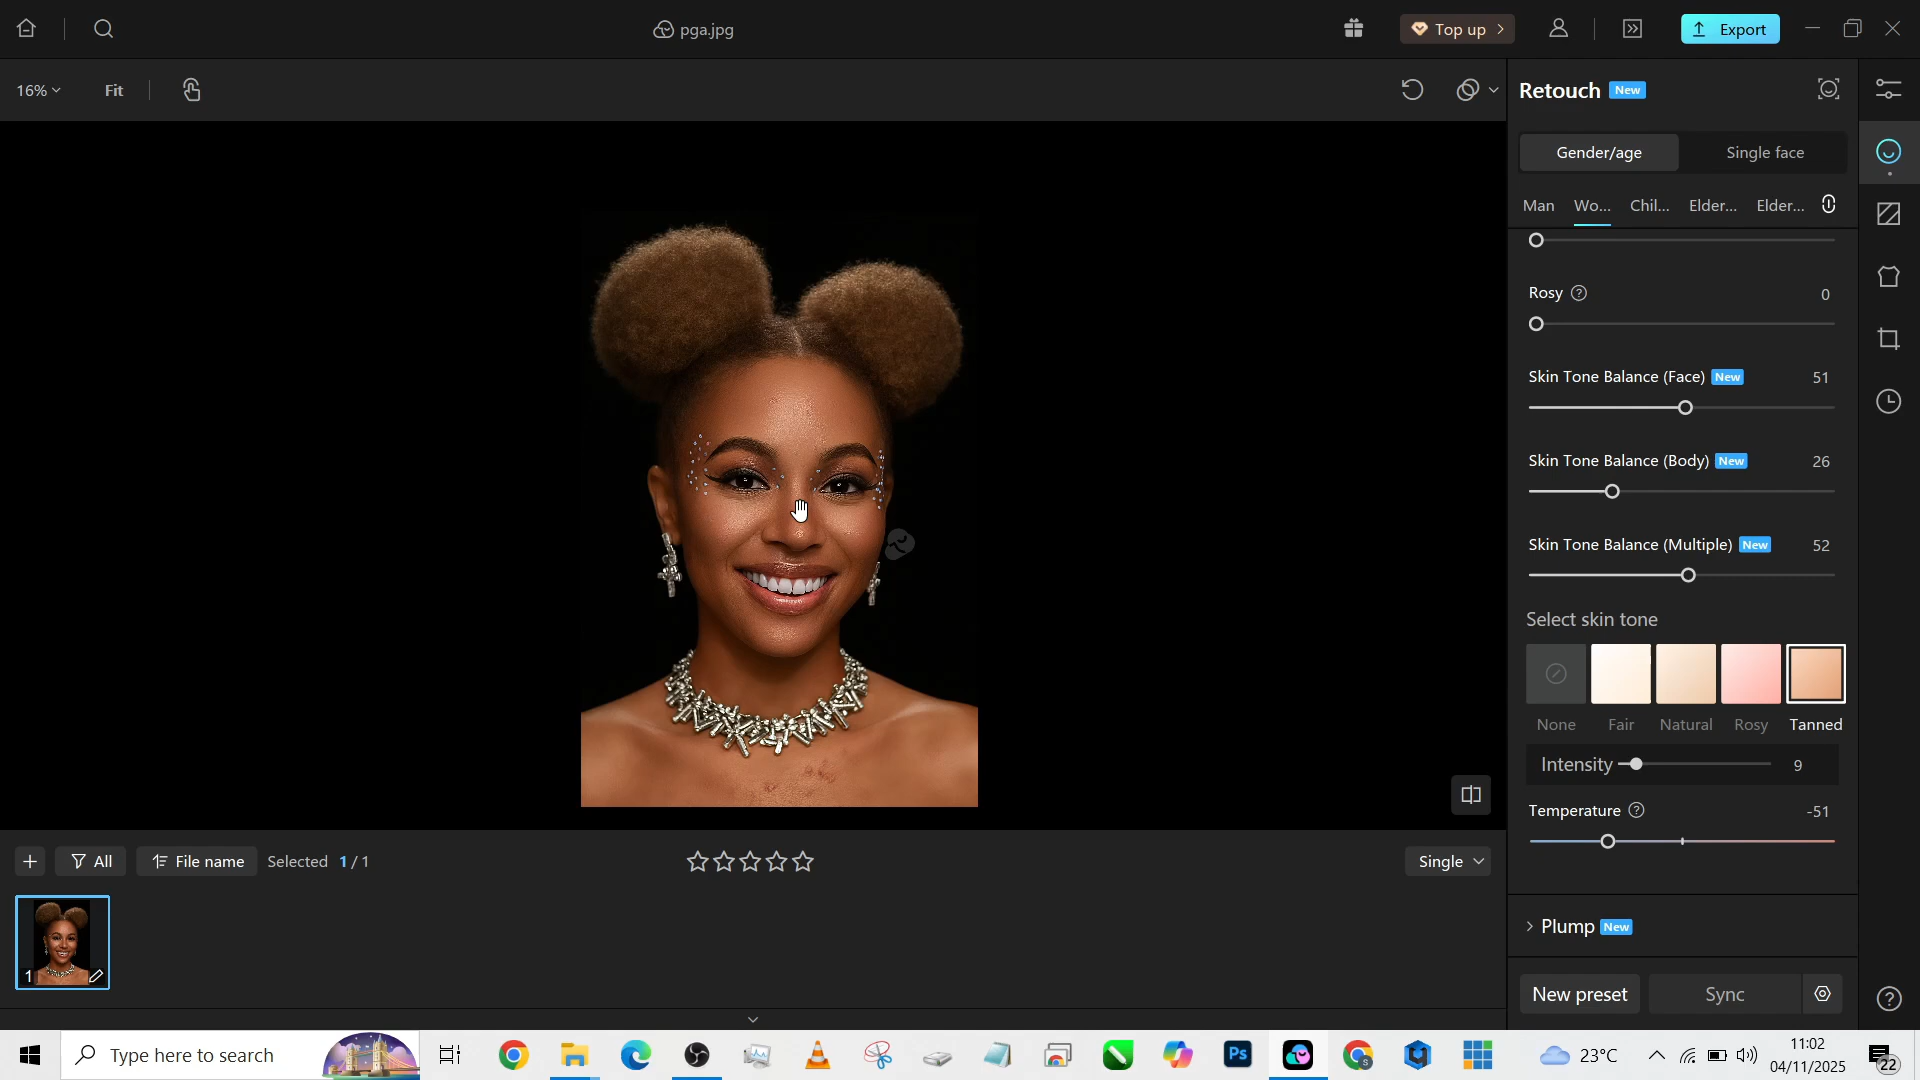 pga.jpg
Top up
Export
16%
Fit
Retouch New
Gender/age
Single face
Man Wo... Chil... Elder... Elder...
Rosy 0
Skin Tone Balance (Face) New 51
Skin Tone Balance (Body) New 26
Skin Tone Balance (Multiple) New 52
Select skin tone
None Fair Natural Rosy Tanned
Intensity 9
Temperature -51
Plump New
New preset
Sync
All
File name
Selected 1/1
Single
1
Type here to search
Ps
S
23°C
11:02
04/11/2025
22